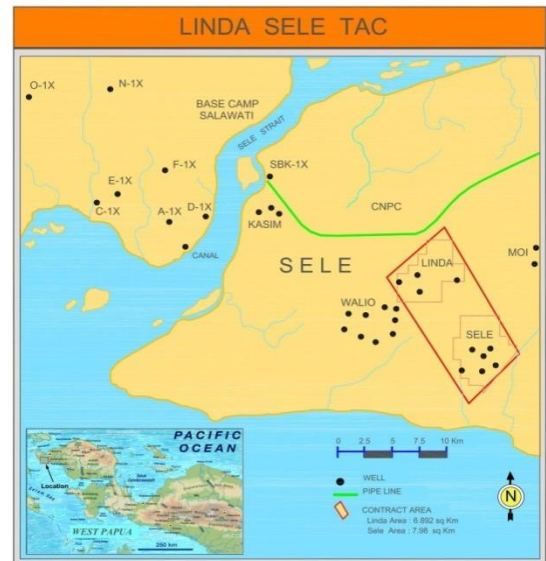 LINDA SELE TAC
O-1X
N-1X
BASE CAMP
SALAWATI
SELE STRAIT
F-1X
SBK-1X
E-1X
C-1X
A-1X
D-1X
KASIM
CNPC
CANAL
SELE
LINDA
MOI
WALIO
SELE
PACIFIC
OCEAN
Location
WEST PAPUA
250 km
0 2.5 5.0 7.5 10 Km
WELL
PIPE LINE
CONTRACT AREA
Linda Area : 6.892 sq Km
Sele Area : 7.98 sq Km
N